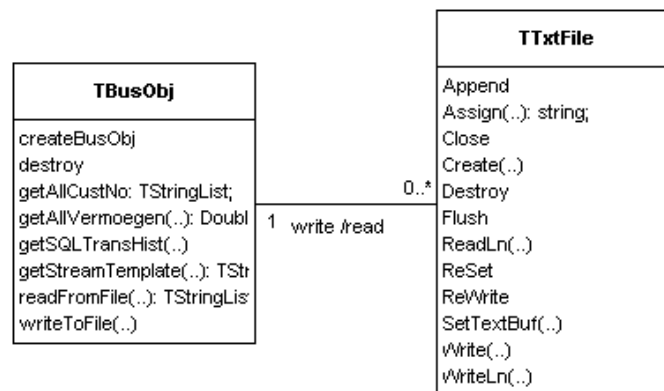 TBusObj
createBusObj
destroy
getAllCustNo: TStringList;
getAllVermoegen(..): Doubl
getSQLTransHist(..)
getStreamTemplate(..): TStr
readFromFile(..): TStringLis
writeToFile(..)
1 write /read
0..*
TTxtFile
Append
Assign(..): string;
Close
Create(..)
Destroy
Flush
ReadLn(..)
ReSet
ReWrite
SetTextBuf(..)
Write(..)
WriteLn(..)